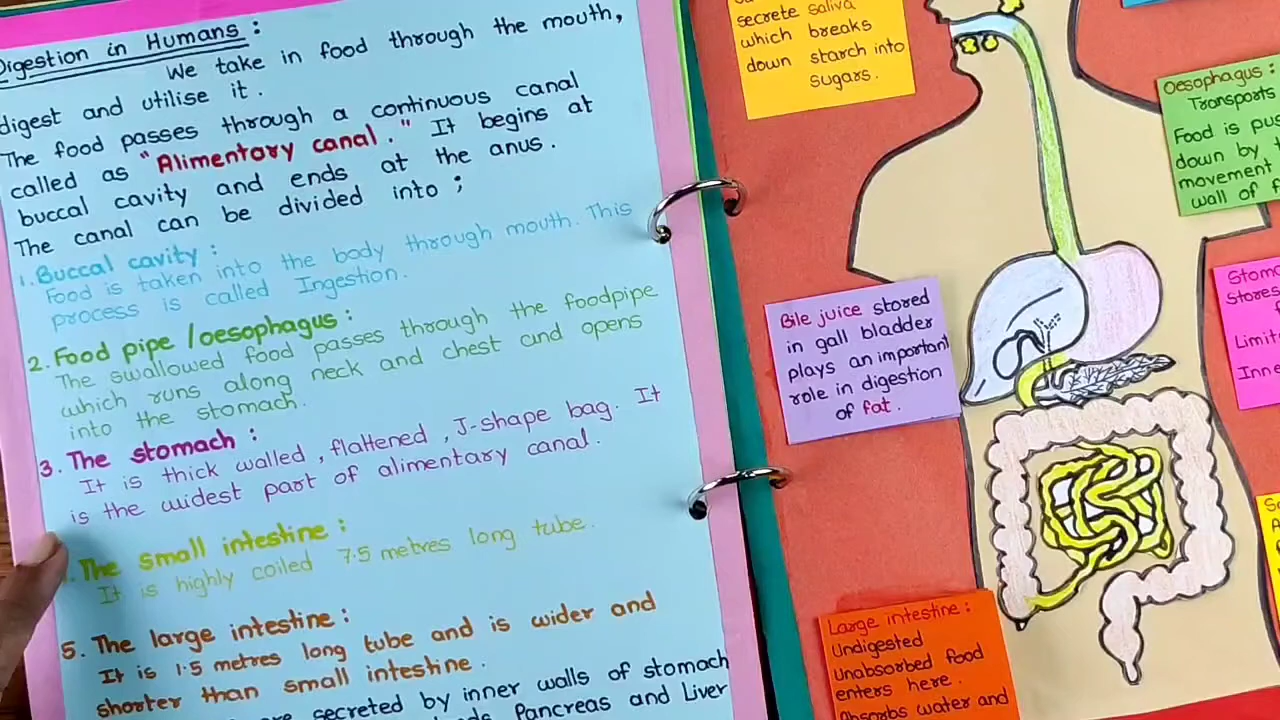 Digestion in Humans :
We take in food through the mouth,
digest and utilise it .
The food passes through a continuous canal
called as "Alimentary canal ." It begins at
buccal cavity and ends at the anus .
The canal can be divided into ;
1. Buccal cavity :
Food is taken into the body through mouth. This
process is called Ingestion.
2. Food pipe / oesophagus :
The swallowed food passes through the foodpipe
which runs along neck and chest and opens
into the stomach.
3. The stomach :
It is thick walled , flattened , J-shape bag. It
is the widest part of alimentary canal .
The small intestine :
It is highly coiled 7.5 metres long tube .
5. The large intestine :
It is 1.5 metres long tube and is wider and
shorter than small intestine .
secreted by inner walls of stomach
Pancreas and Liver
secrete saliva
which breaks
down starch into
sugars .
Oesophagus :
Transports
Food is
down by
movement
wall of
Bile juice stored
in gall bladder
plays an important
role in digestion
of fat .
Stores
Large intestine :
Undigested
Unabsorbed food
enters here .
Absorbs water and